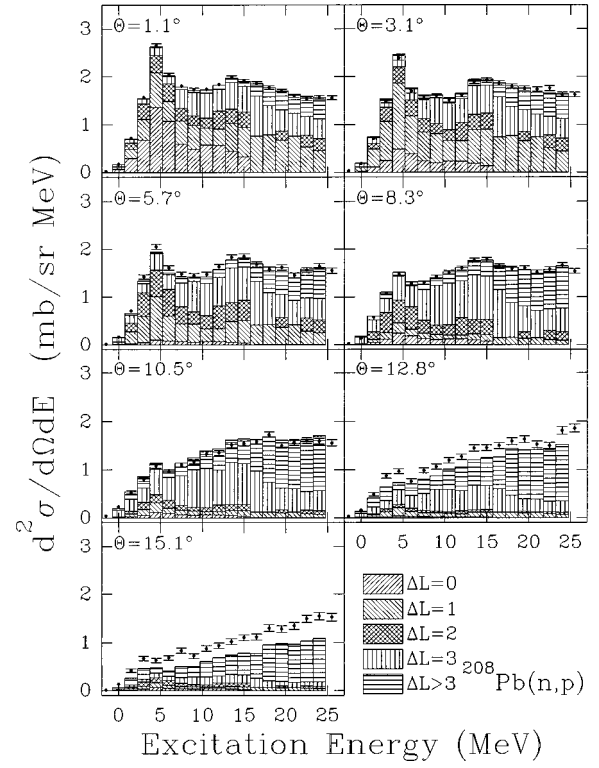 Θ=1.1°
Θ=3.1°
3
2
1
0
Θ=5.7°
Θ=8.3°
3
2
1
0
Θ=10.5°
Θ=12.8°
3
2
1
0
Θ=15.1°
3
2
1
0
0 5 10 15 20 25
0 5 10 15 20 25
ΔL=0
ΔL=1
ΔL=2
ΔL=3
ΔL>3
²⁰⁸Pb(n,p)
d²σ/dΩdE (mb/sr MeV)
Excitation Energy (MeV)